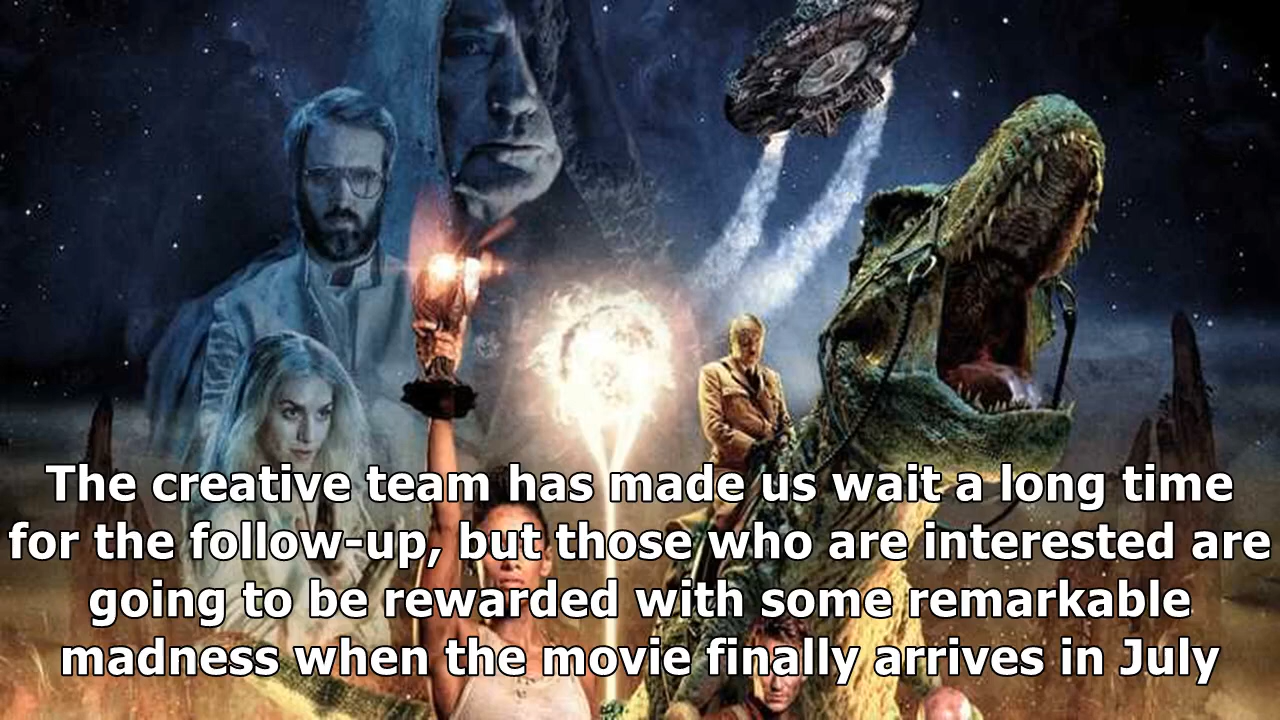 The creative team has made us wait a long time
for the follow-up, but those who are interested are
going to be rewarded with some remarkable
madness when the movie finally arrives in July